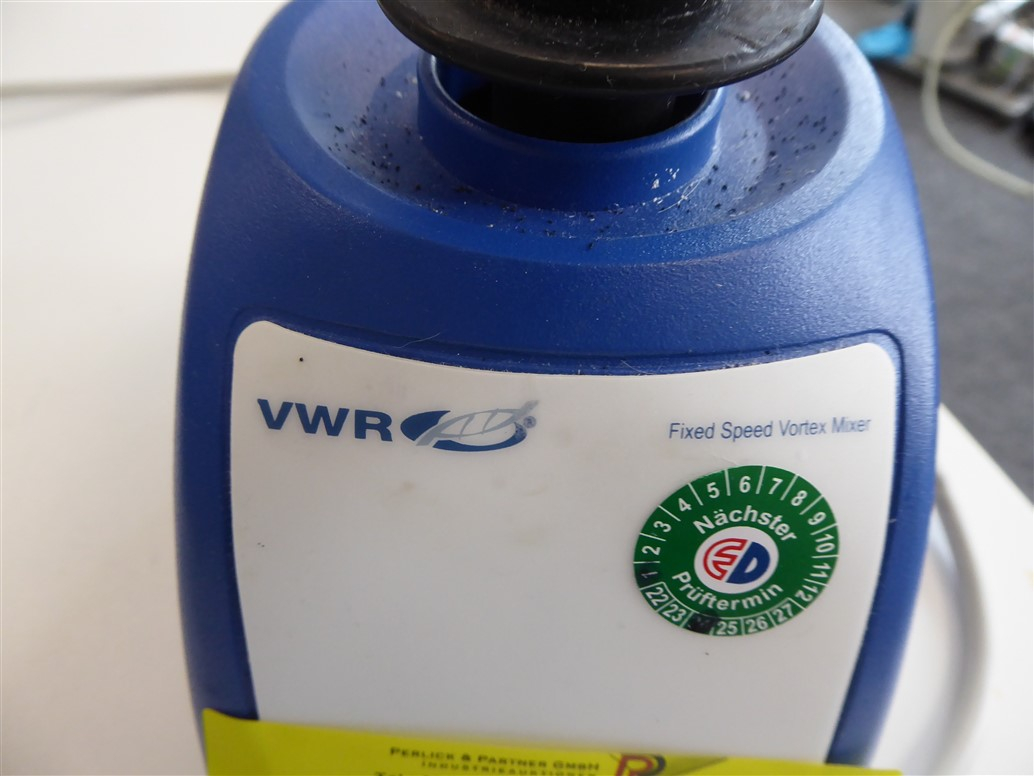 VWR
Fixed Speed Vortex Mixer
1 2 3 4 5 6 7 8 9 10 11 12
Nächster
Prüftermin
22 23 25 26 27
PERLICK & PARTNER GMBH
INDUSTRIEAUKTIONEN